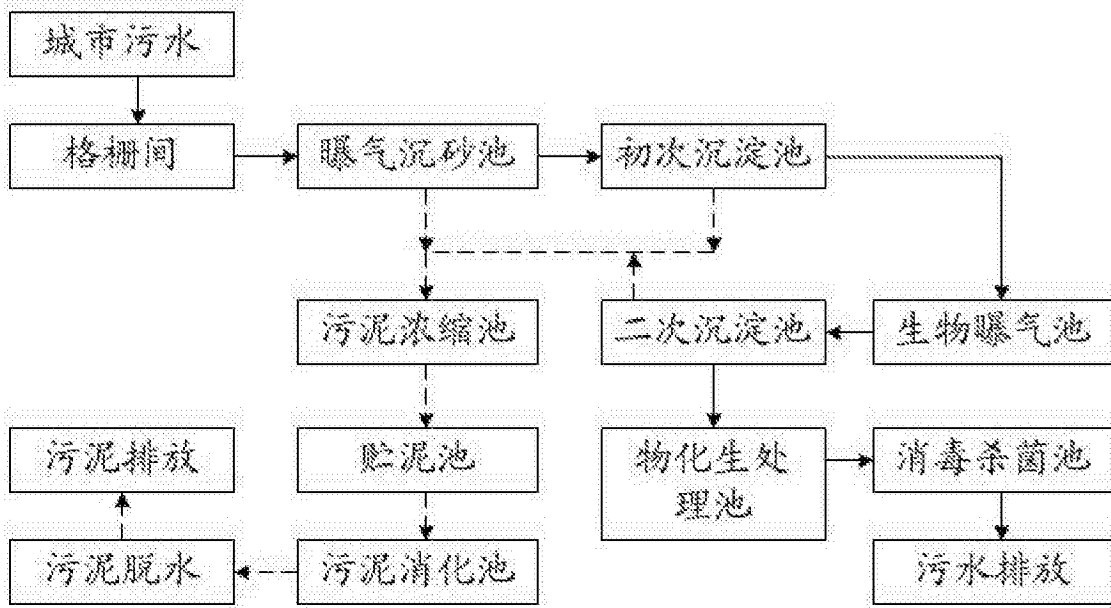 城市污水
格栅间
曝气沉砂池
初次沉淀池
污泥浓缩池
二次沉淀池
生物曝气池
污泥排放
贮泥池
物化生处
理池
消毒杀菌池
污泥脱水
污泥消化池
污水排放